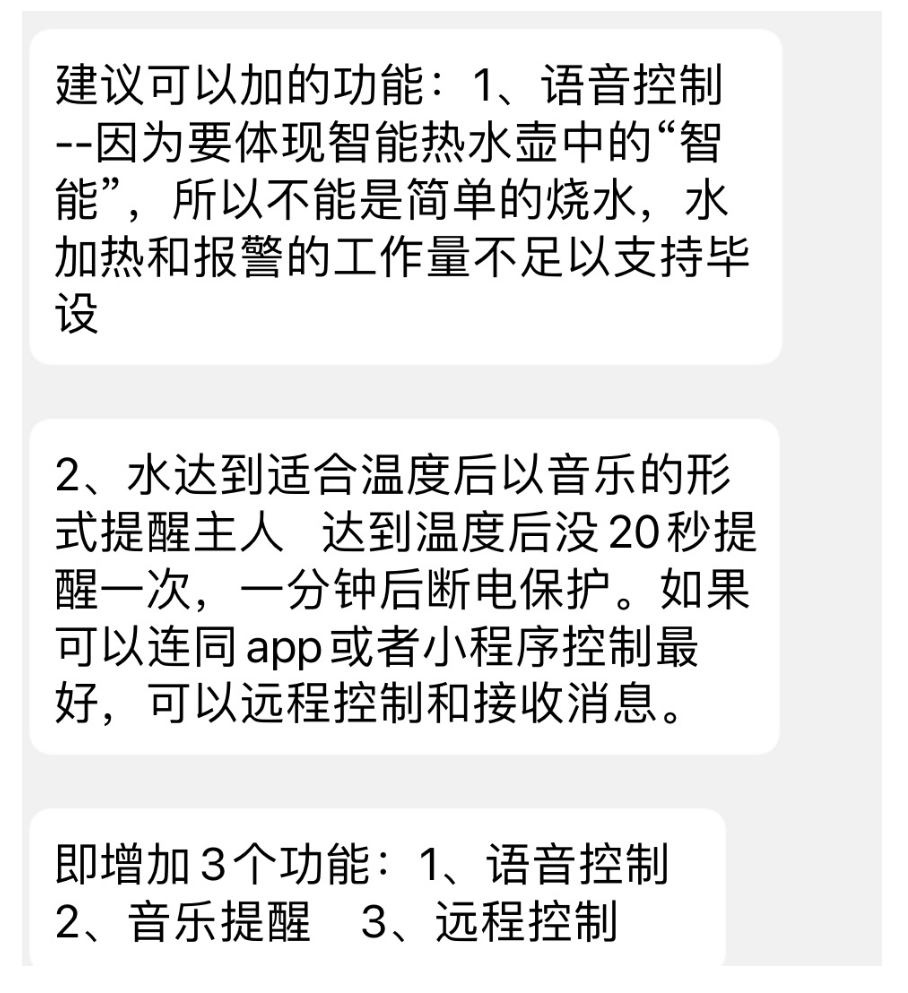 建议可以加的功能：1、语音控制
--因为要体现智能热水壶中的“智
能”，所以不能是简单的烧水，水
加热和报警的工作量不足以支持毕
设
2、水达到适合温度后以音乐的形
式提醒主人 达到温度后没20秒提
醒一次，一分钟后断电保护。如果
可以连同app或者小程序控制最
好，可以远程控制和接收消息。
即增加3个功能：1、语音控制
2、音乐提醒 3、远程控制